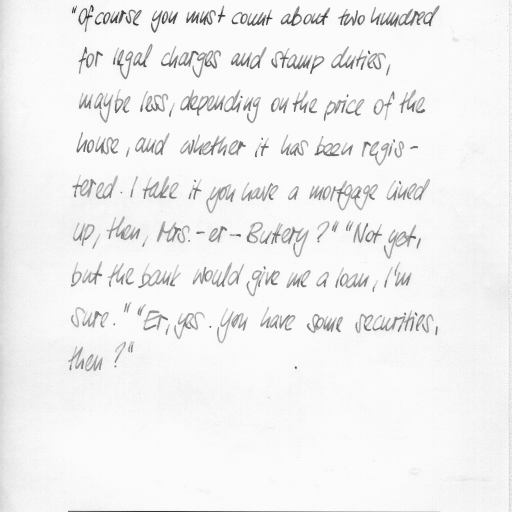 "Of course you must count about two hundred
for legal charges and stamp duties,
maybe less, depending on the price of the
house, and whether it has been regis-
tered. I take it you have a mortgage lined
up, then, Mrs. - er - Buttery?" "Not yet,
but the bank would give me a loan, I'm
sure." "Er, yes. You have some securities,
then?"